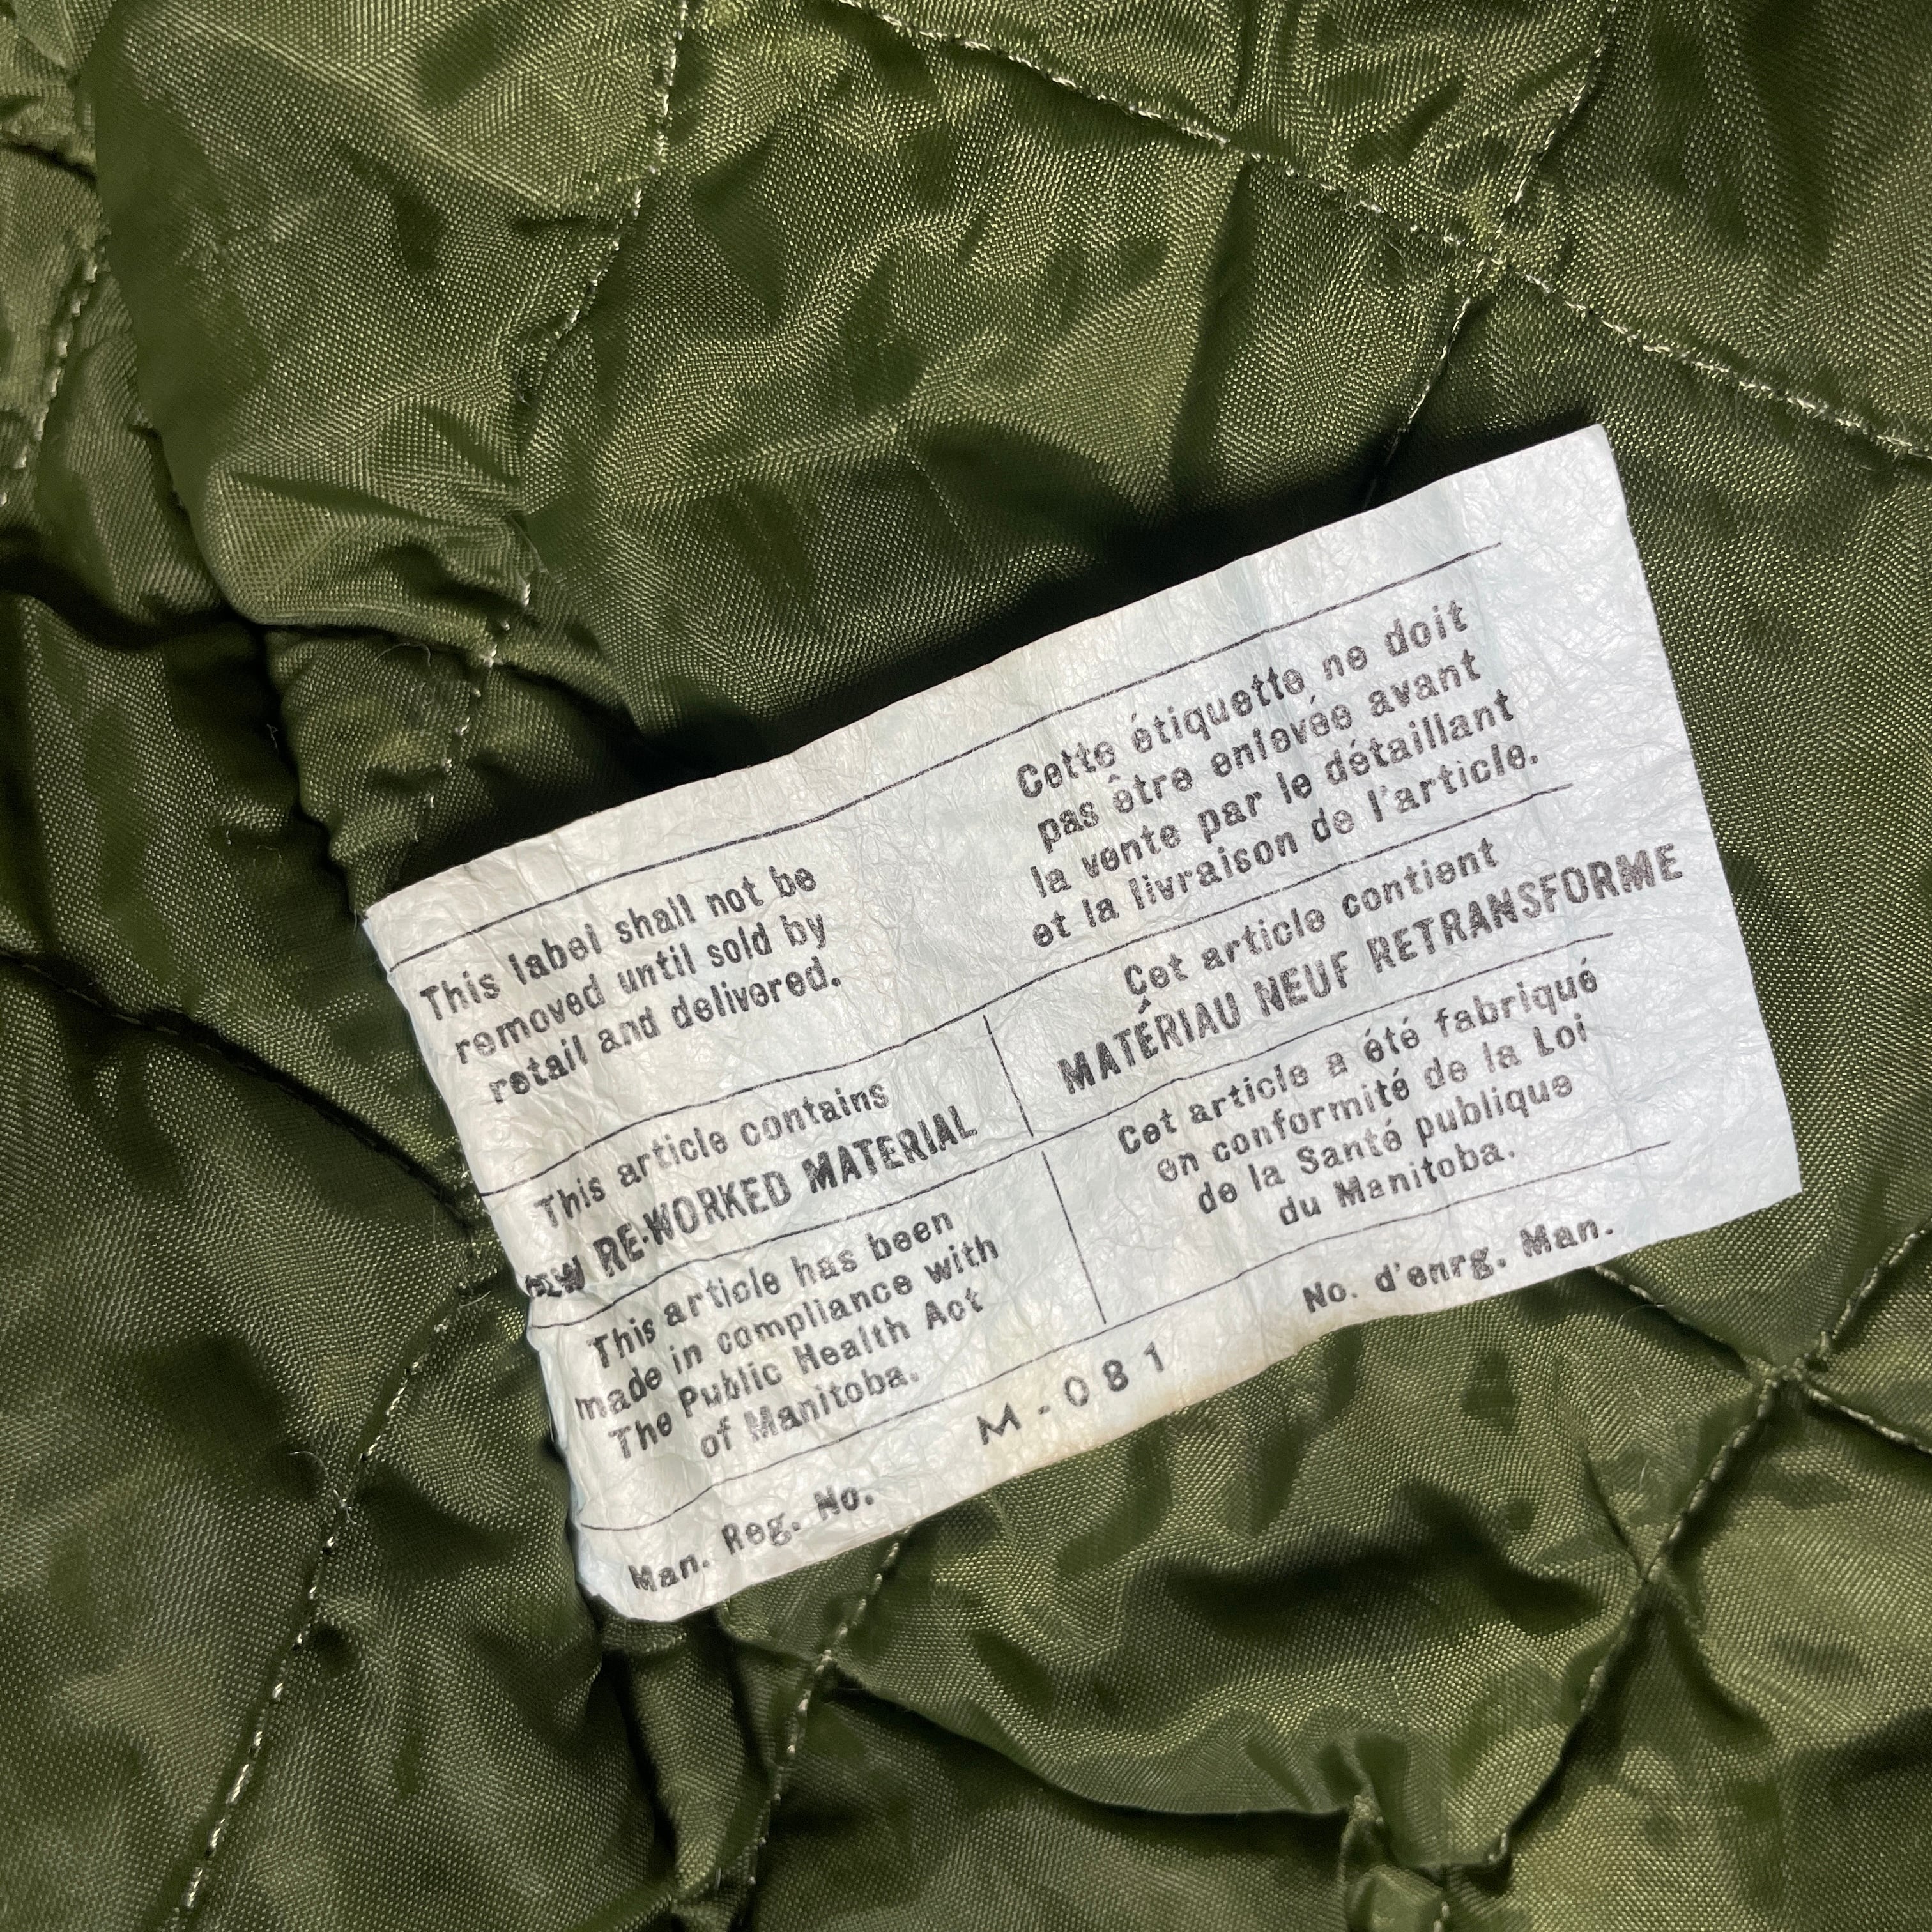 This label shall not be
removed until sold by
retail and delivered.
Cette étiquette ne doit
pas être enlevée avant
la vente par le détaillant
et la livraison de l'article.
This article contains
RE-WORKED MATERIAL
Cet article contient
MATÉRIAU NEUF RETRANSFORME
This article has been
made in compliance with
The Public Health Act
of Manitoba.
Cet article a été fabriqué
en conformité de la Loi
de la Santé publique
du Manitoba.
Man. Reg. No. M-081 No. d'enrg. Man.